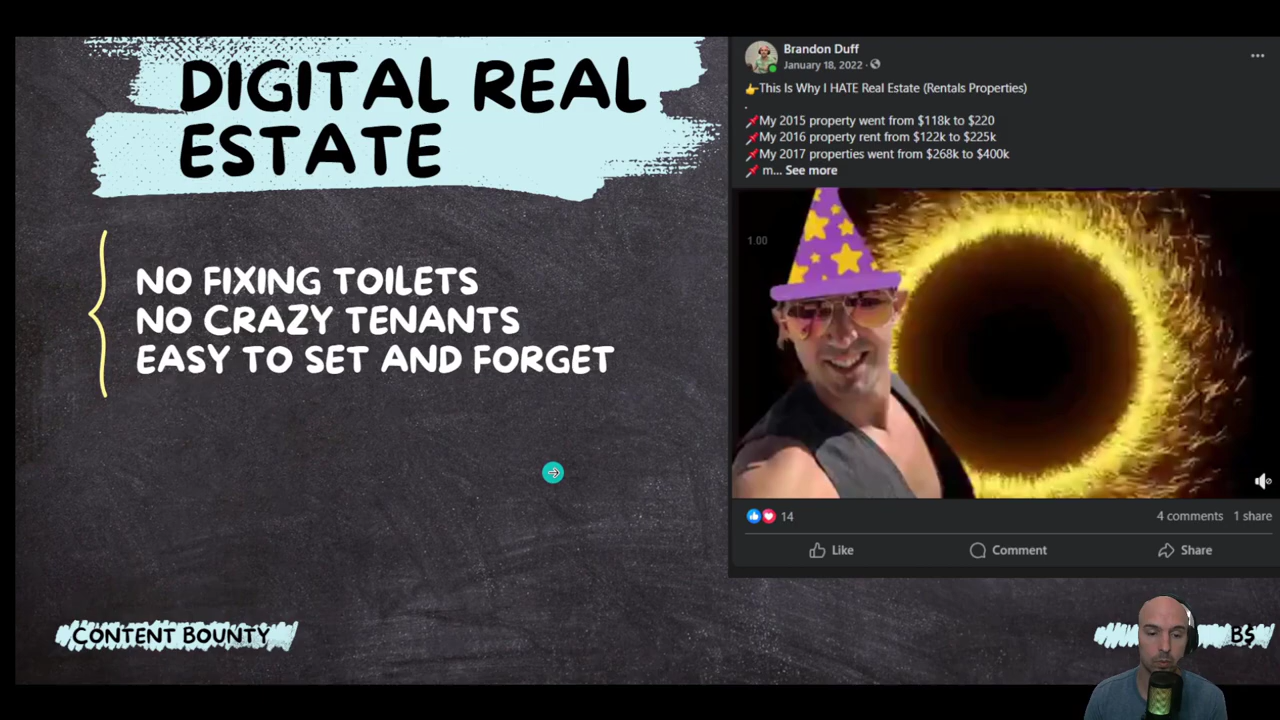 DIGITAL REAL
ESTATE
NO FIXING TOILETS
NO CRAZY TENANTS
EASY TO SET AND FORGET
CONTENT BOUNTY
Brandon Duff
January 18, 2022 ·
👉This Is Why I HATE Real Estate (Rentals Properties)
.
📌My 2015 property went from $118k to $220
📌My 2016 property rent from $122k to $225k
📌My 2017 properties went from $268k to $400k
📌 m... See more
1.00
14
4 comments 1 share
Like Comment Share
BS